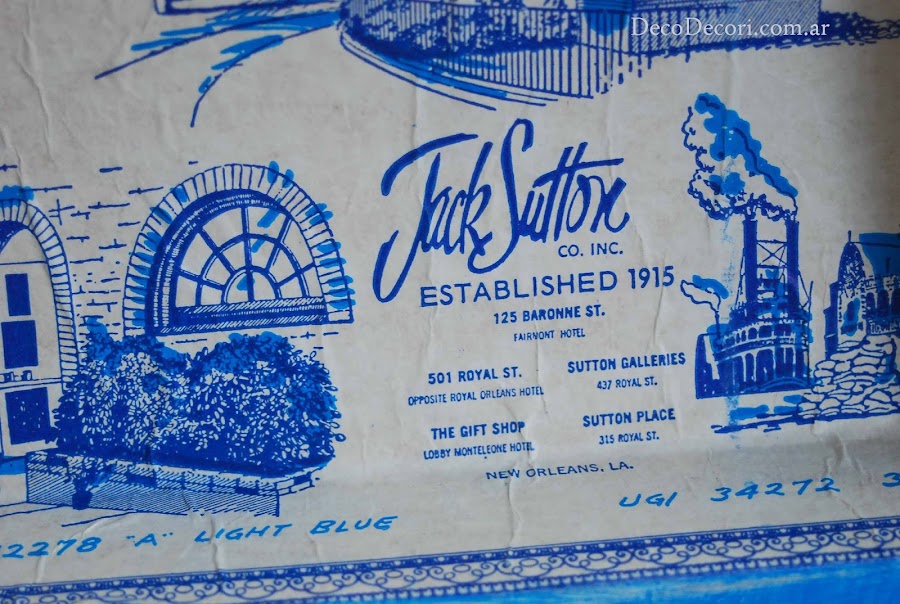 DecoDecori.com.ar
Jack Sutton
CO. INC.
ESTABLISHED 1915
125 BARONNE ST.
FAIRMONT HOTEL
501 ROYAL ST.
OPPOSITE ROYAL ORLEANS HOTEL
SUTTON GALLERIES
437 ROYAL ST.
THE GIFT SHOP
LOBBY MONTELEONE HOTEL
SUTTON PLACE
315 ROYAL ST.
NEW ORLEANS, LA.
2278 "A" LIGHT BLUE
UGI 34272 3